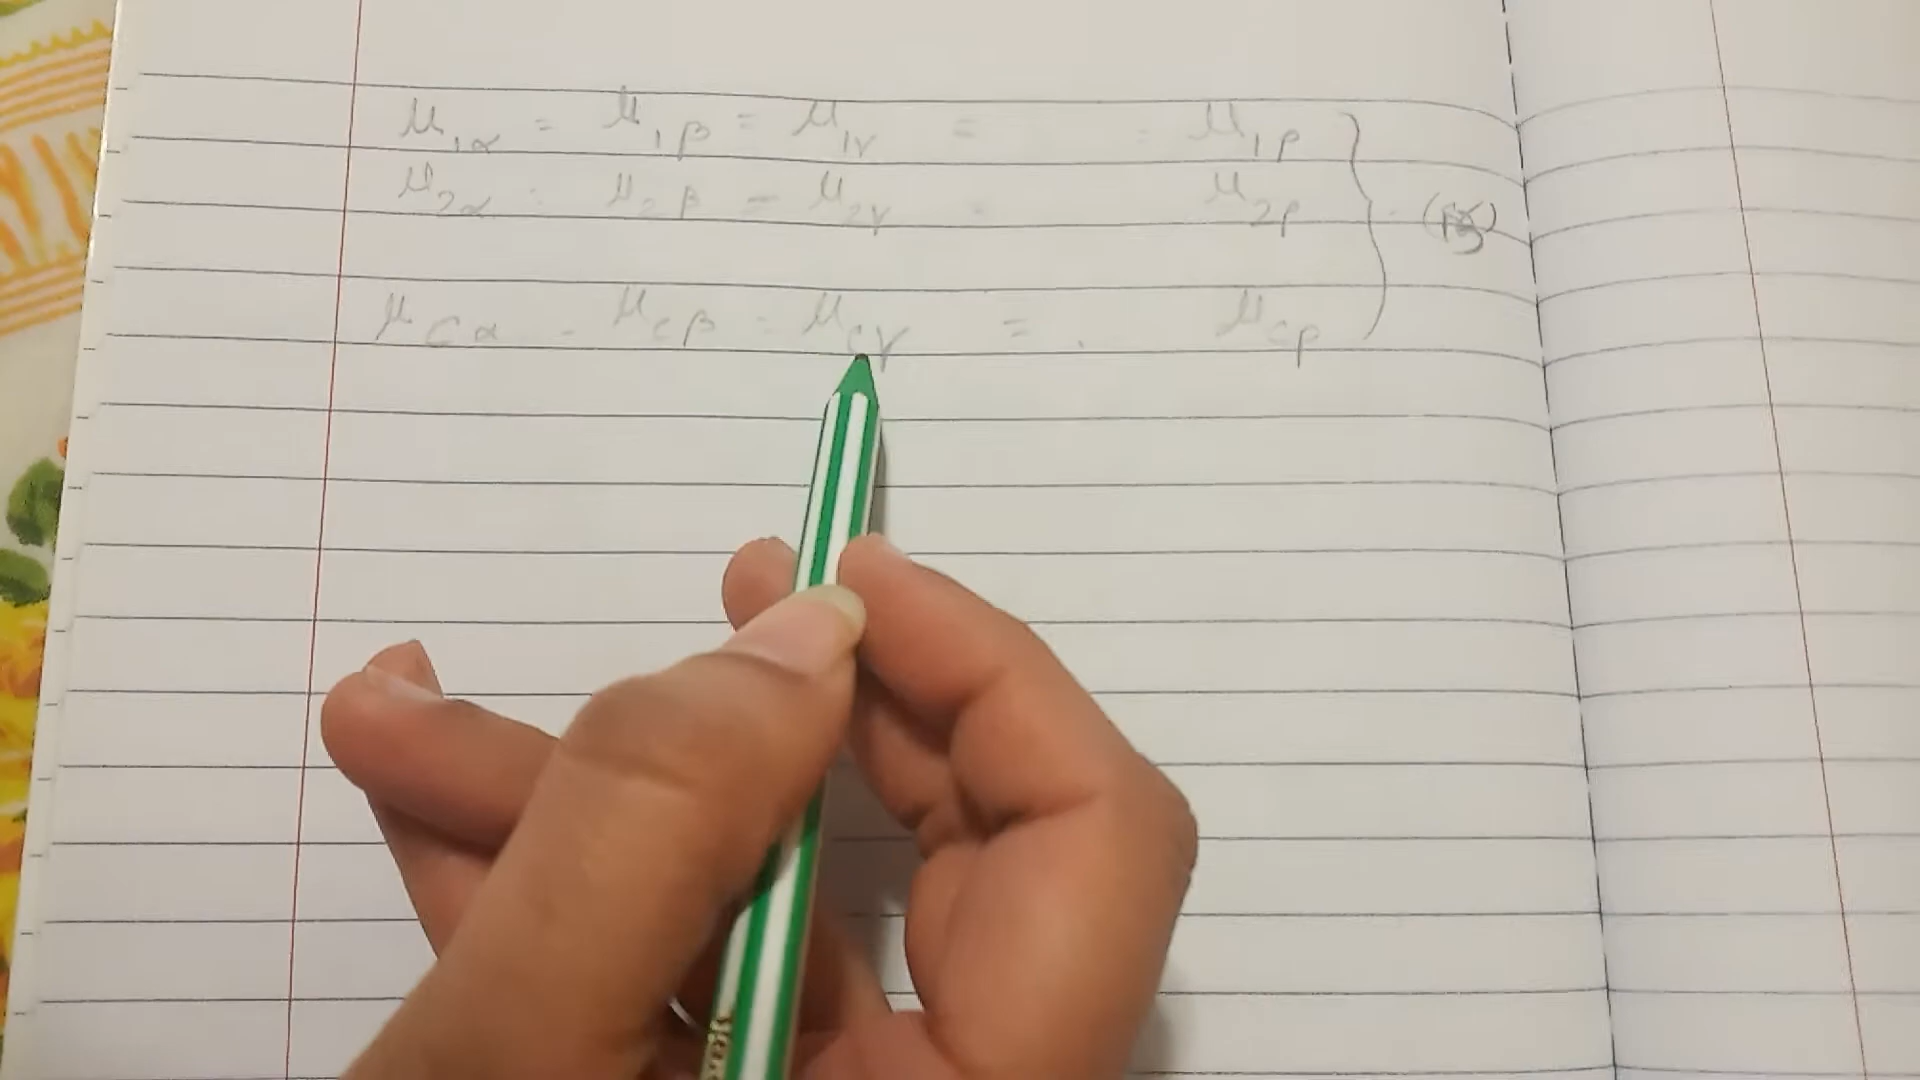 μ1α = μ1β = μ1γ = = μ1P
μ2α = μ2β = μ2γ = μ2P
μCα = μCβ = μCγ = . μCP